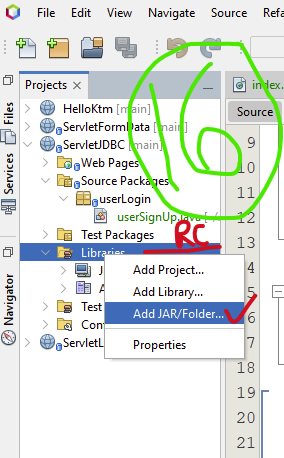 File Edit View Navigate Source Refa
Projects
index.
HelloKtm [main]
ServletFormData [main]
Source
ServletJDBC [main]
Web Pages
Source Packages
userLogin
userSignUp.java
Test Packages
RC
Libraries
Add Project...
Add Library...
Add JAR/Folder...
Properties
J
A
Test
Con
ServletL
Files
Services
Navigator
9
10
11
12
13
14
15
16
17
18
19
20
21